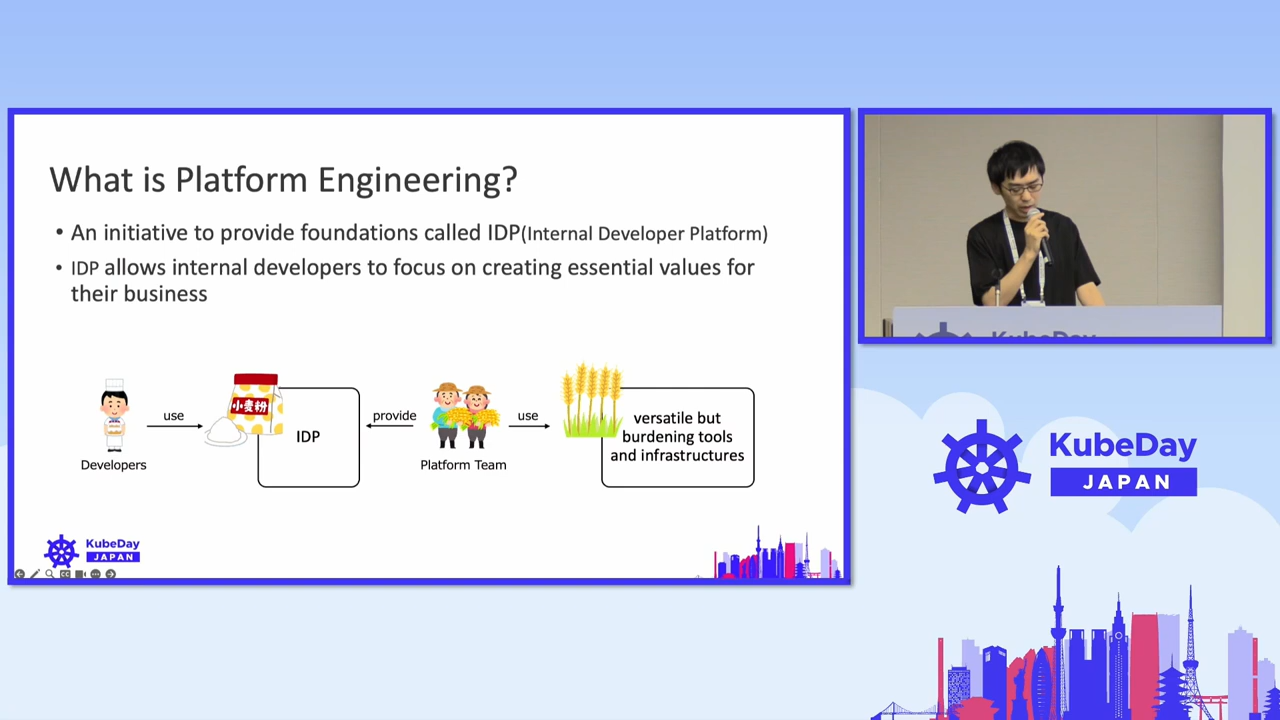 What is Platform Engineering?
• An initiative to provide foundations called IDP(Internal Developer Platform)
• IDP allows internal developers to focus on creating essential values for
their business
use
provide
use
小麦粉
IDP
versatile but
burdening tools
and infrastructures
Developers
Platform Team
KubeDay
JAPAN
KubeDay
KubeDay
JAPAN